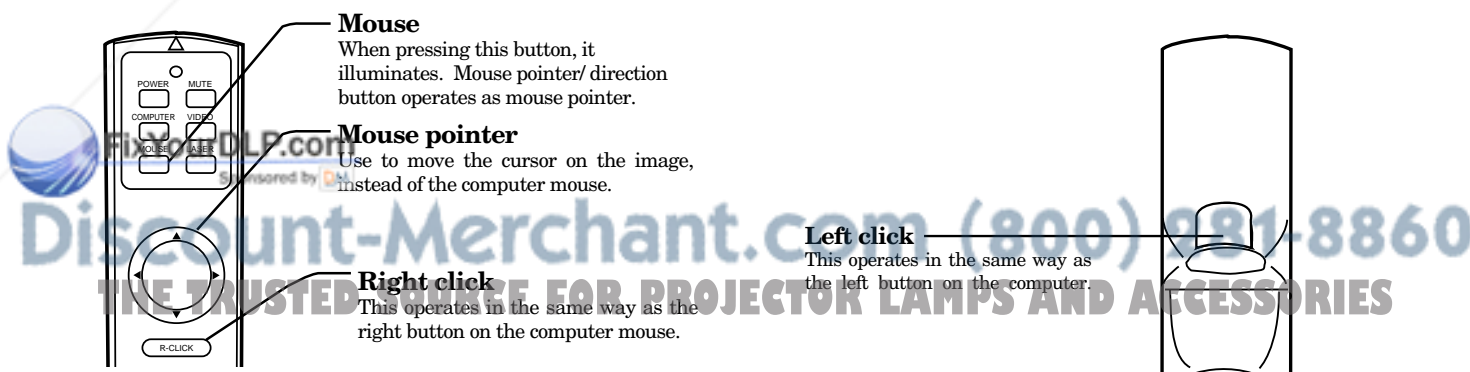 Mouse
When pressing this button, it
illuminates. Mouse pointer/ direction
button operates as mouse pointer.
POWER MUTE
COMPUTER VIDEO
MOUSE LASER
FixYourDLP.com
Sponsored by DM
Mouse pointer
Use to move the cursor on the image,
instead of the computer mouse.
Discount-Merchant.com (800) 281-8860
THE TRUSTED SOURCE FOR PROJECTOR LAMPS AND ACCESSORIES
Right click
This operates in the same way as the
right button on the computer mouse.
R-CLICK
Left click
This operates in the same way as
the left button on the computer.